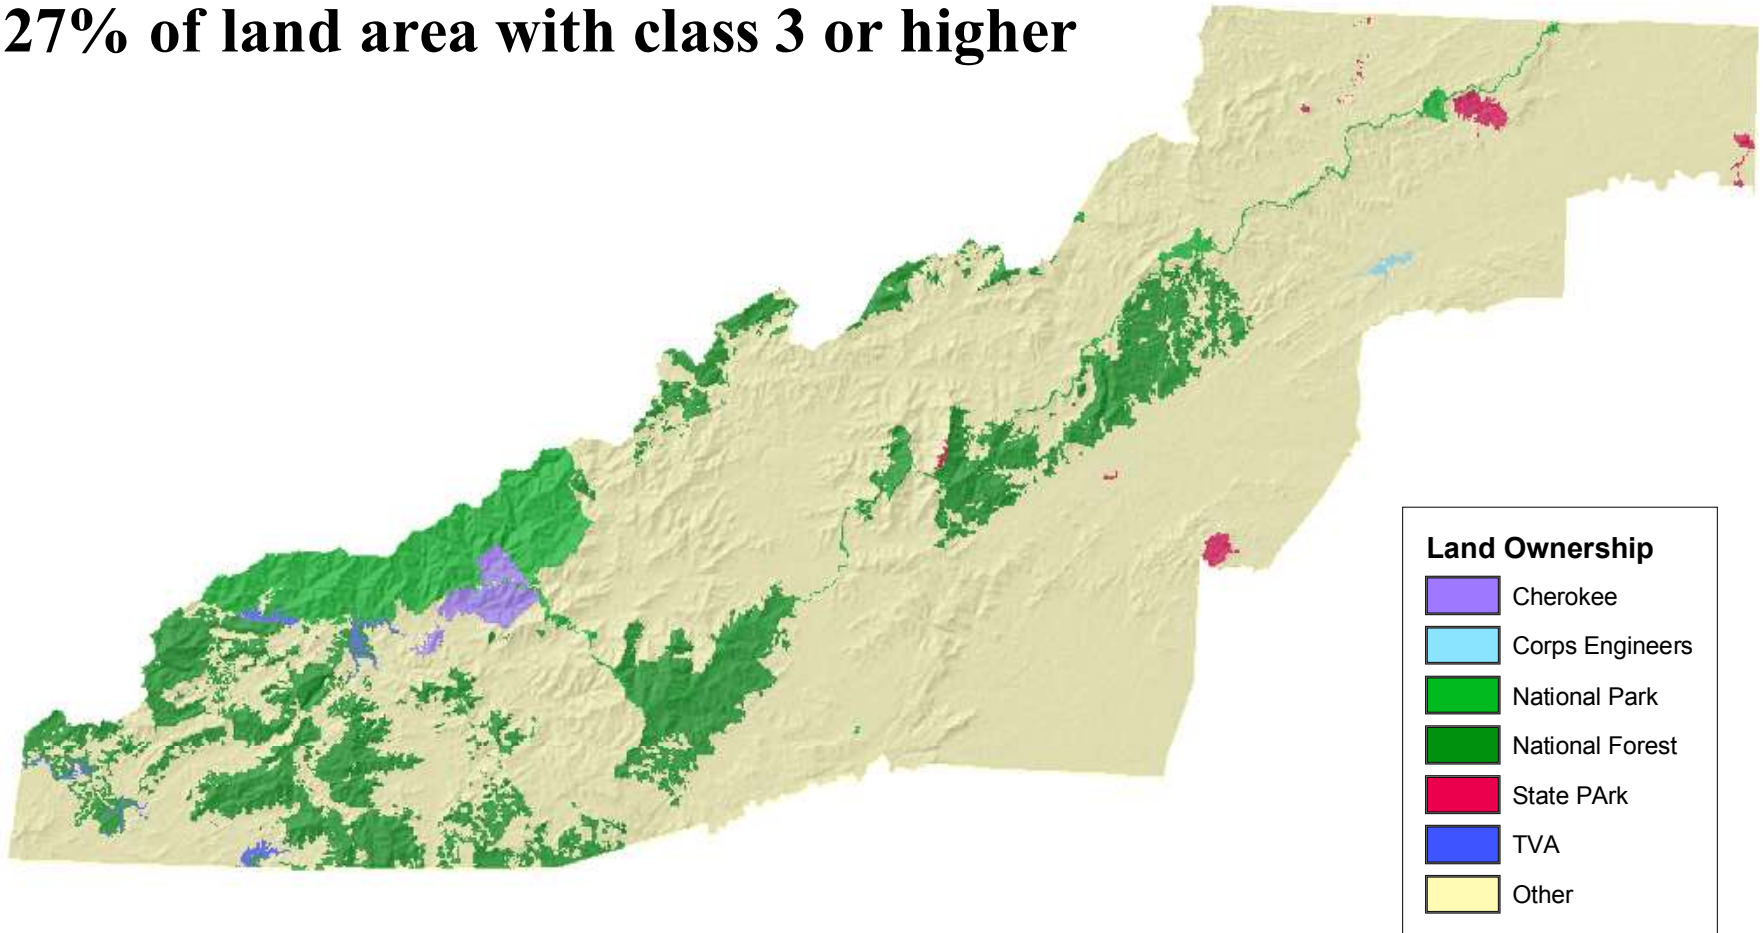 27% of land area with class 3 or higher
Land Ownership
Cherokee
Corps Engineers
National Park
National Forest
State PArk
TVA
Other